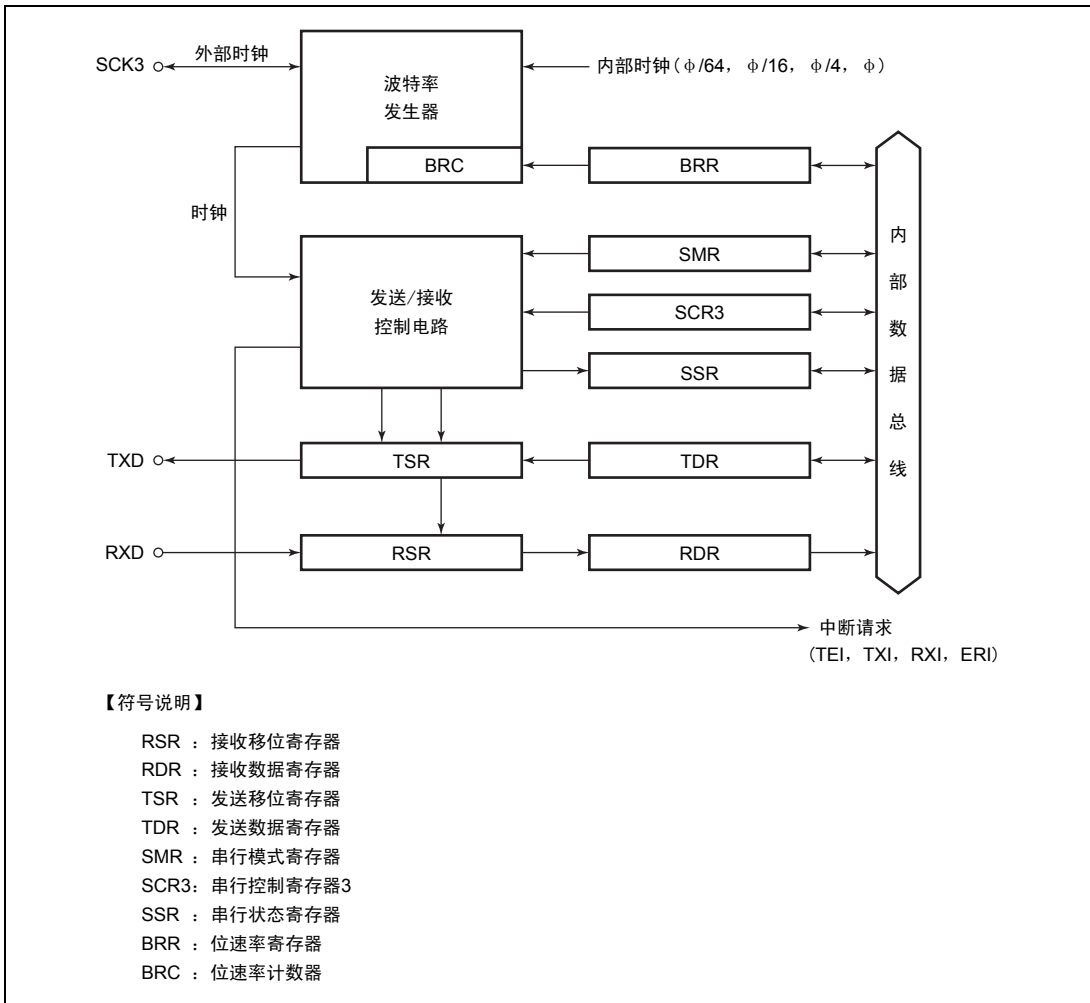 SCK3
外部时钟
波特率
发生器
内部时钟(φ/64，φ/16，φ/4，φ)
BRC
BRR
时钟
发送/接收
控制电路
SMR
SCR3
SSR
TXD
TSR
TDR
RXD
RSR
RDR
内部数据总线
中断请求
(TEI，TXI，RXI，ERI)
【符号说明】
RSR ：接收移位寄存器
RDR ：接收数据寄存器
TSR ：发送移位寄存器
TDR ：发送数据寄存器
SMR ：串行模式寄存器
SCR3：串行控制寄存器3
SSR ：串行状态寄存器
BRR ：位速率寄存器
BRC ：位速率计数器